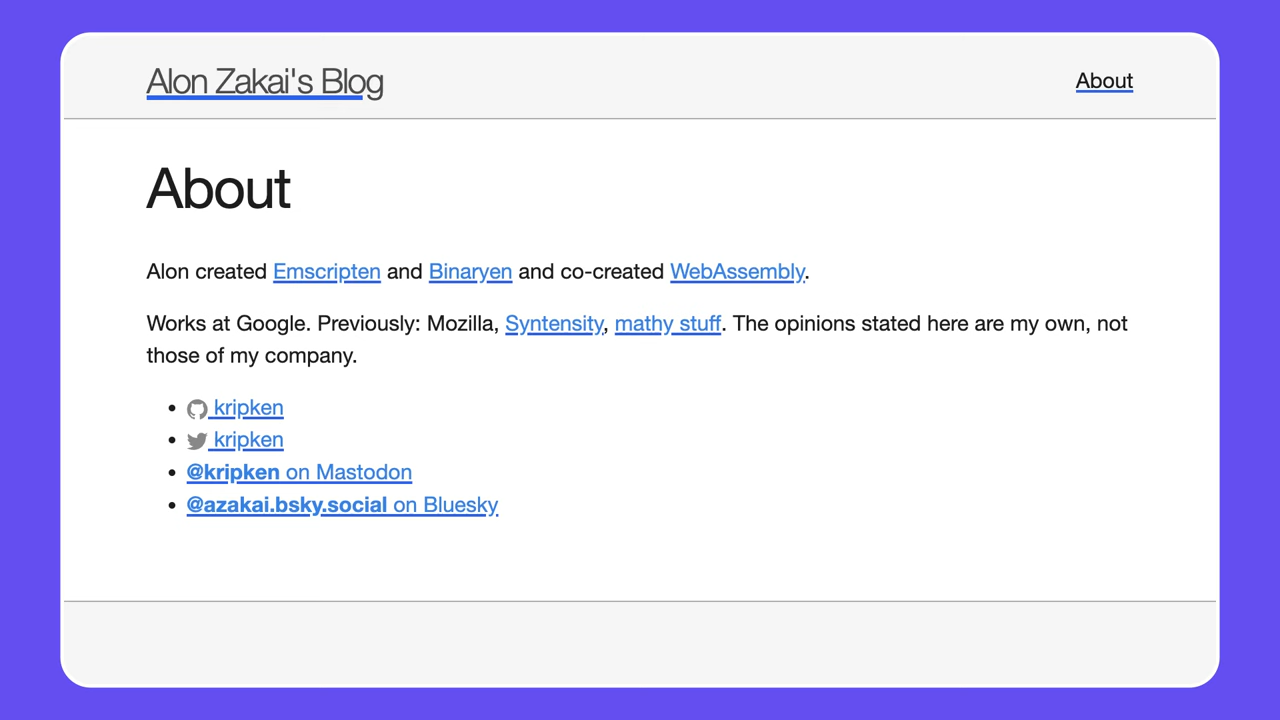 Alon Zakai's Blog
About
About
Alon created Emscripten and Binaryen and co-created WebAssembly.
Works at Google. Previously: Mozilla, Syntensity, mathy stuff. The opinions stated here are my own, not
those of my company.
kripken
kripken
@kripken on Mastodon
@azakai.bsky.social on Bluesky